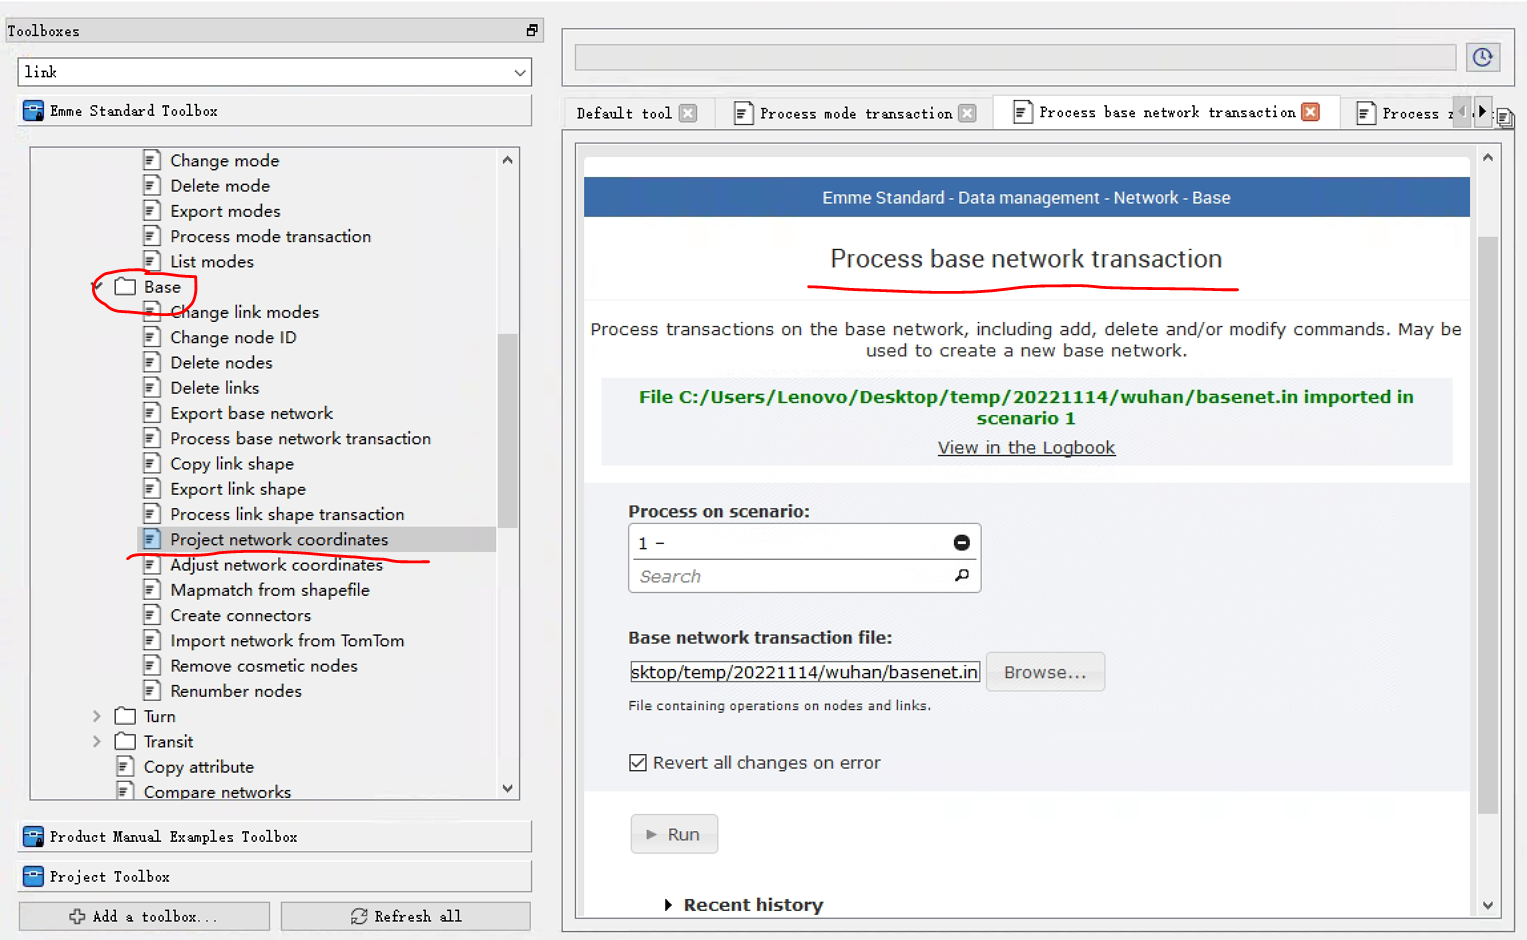 Toolboxes
link
Emme Standard Toolbox
Change mode
Delete mode
Export modes
Process mode transaction
List modes
Base
Change link modes
Change node ID
Delete nodes
Delete links
Export base network
Process base network transaction
Copy link shape
Export link shape
Process link shape transaction
Project network coordinates
Adjust network coordinates
Mapmatch from shapefile
Create connectors
Import network from TomTom
Remove cosmetic nodes
Renumber nodes
Turn
Transit
Copy attribute
Compare networks
Product Manual Examples Toolbox
Project Toolbox
Add a toolbox...
Refresh all
Default tool
Process mode transaction
Process base network transaction
Process
Emme Standard - Data management - Network - Base
Process base network transaction
Process transactions on the base network, including add, delete and/or modify commands. May be
used to create a new base network.
File C:/Users/Lenovo/Desktop/temp/20221114/wuhan/basenet.in imported in
scenario 1
View in the Logbook
Process on scenario:
1 –
Search
Base network transaction file:
sktop/temp/20221114/wuhan/basenet.in
Browse...
File containing operations on nodes and links.
Revert all changes on error
Run
Recent history